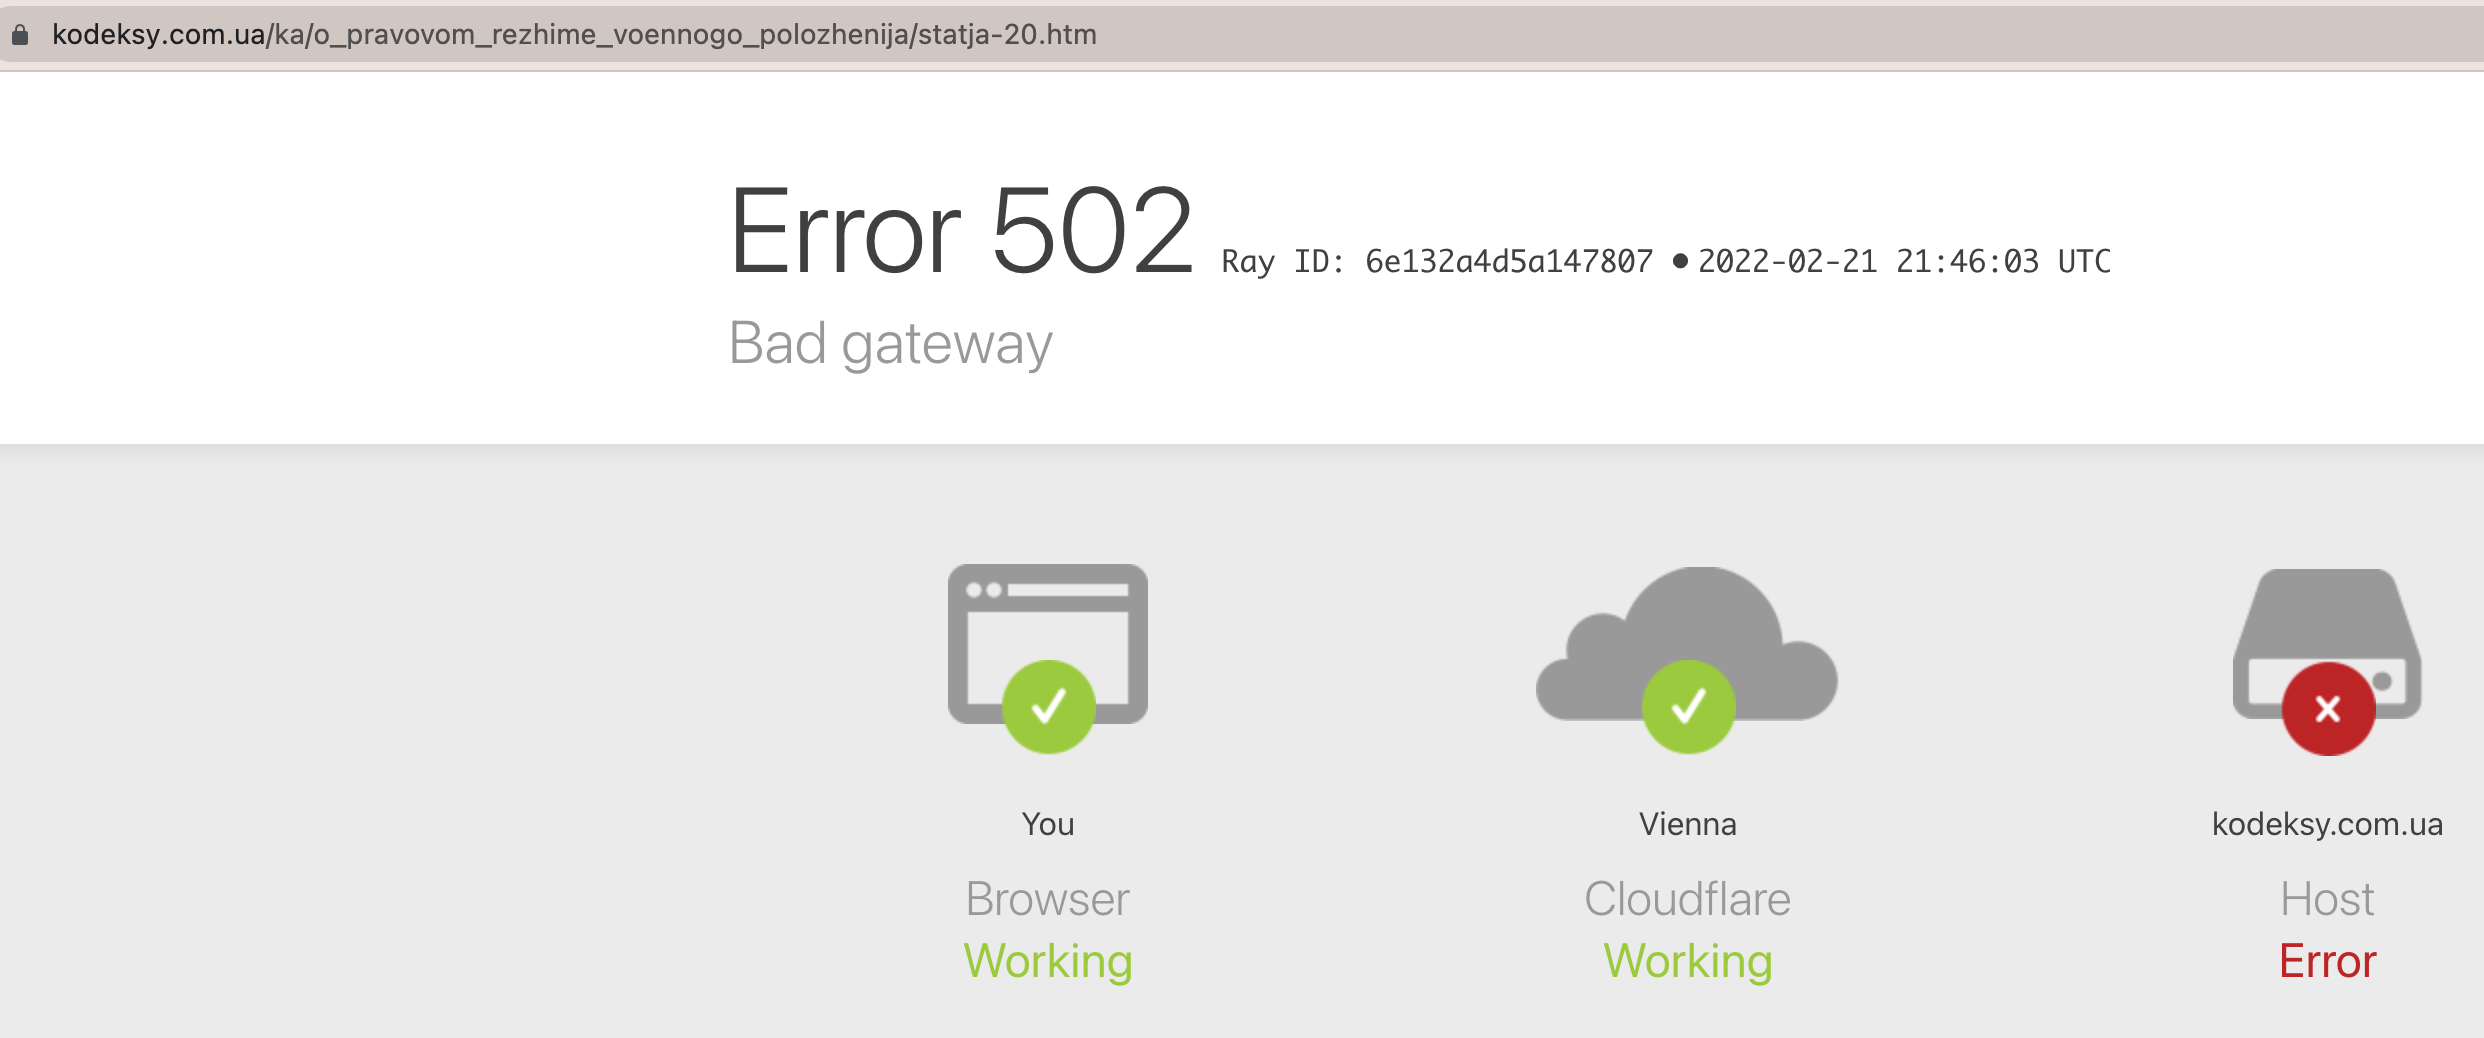 kodeksy.com.ua/ka/o_pravovom_rezhime_voennogo_polozhenija/statja-20.htm
Error 502 Ray ID: 6e132a4d5a147807 • 2022-02-21 21:46:03 UTC
Bad gateway
You
Browser
Working
Vienna
Cloudflare
Working
kodeksy.com.ua
Host
Error